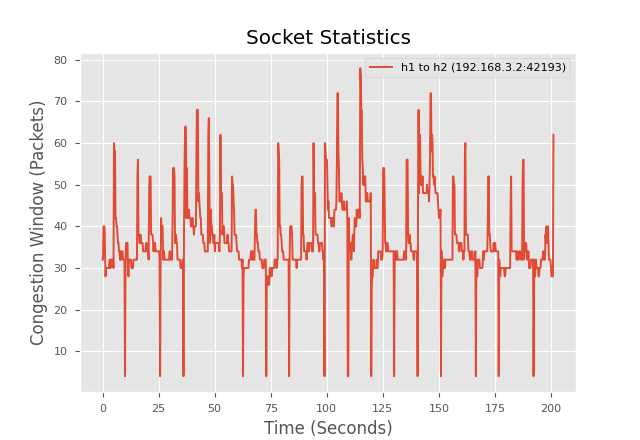 Socket Statistics
h1 to h2 (192.168.3.2:42193)
80
70
60
50
40
30
20
10
Congestion Window (Packets)
0 25 50 75 100 125 150 175 200
Time (Seconds)